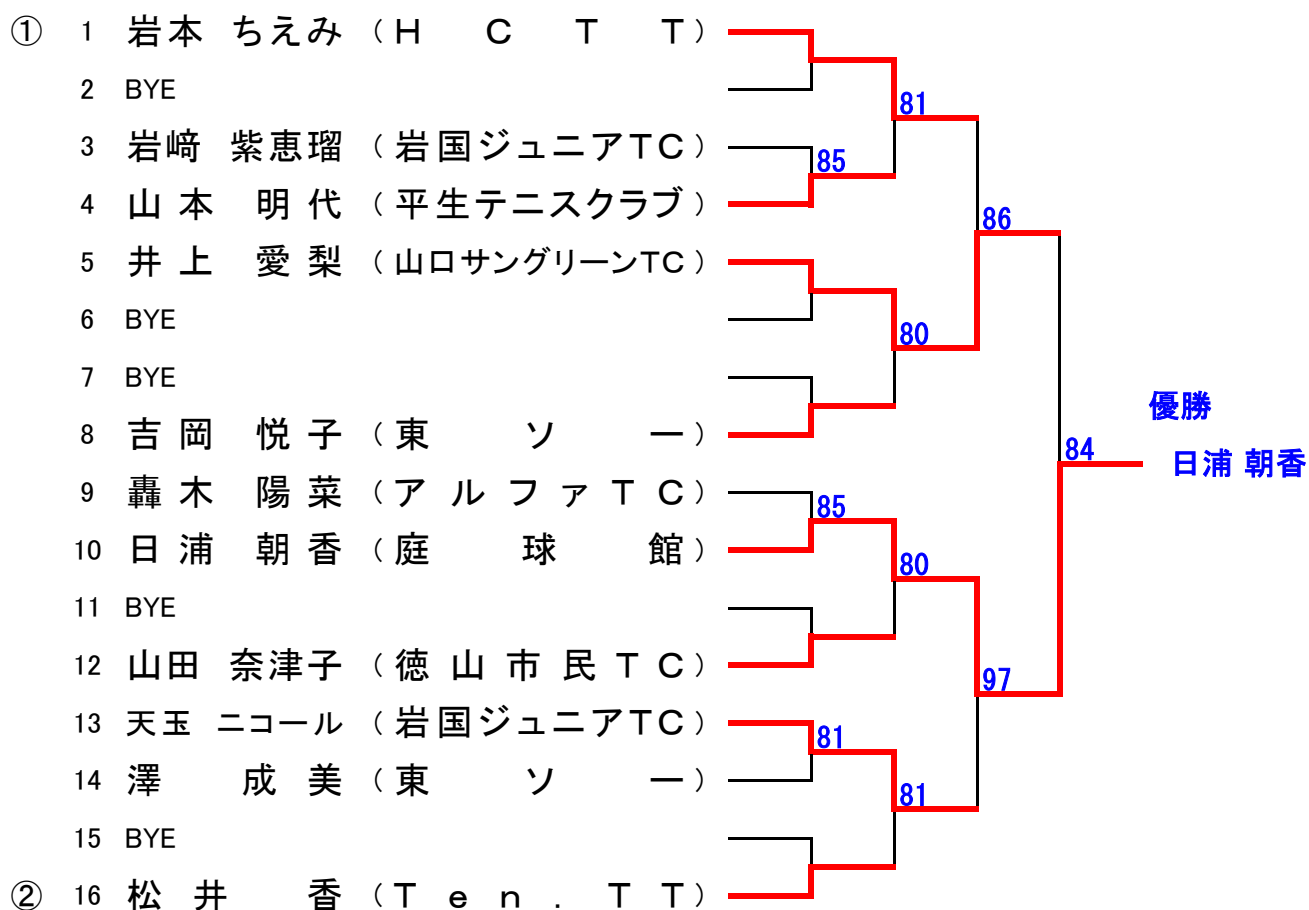 ① 1 岩本 ちえみ (HCTT)
2 BYE
81
3 岩﨑 紫恵瑠 (岩国ジュニアTC)
85
4 山本 明代 (平生テニスクラブ)
86
5 井上 愛梨 (山口サングリーンTC)
6 BYE
80
7 BYE
優勝
8 吉岡 悦子 (東ソー)
84 日浦 朝香
9 轟木 陽菜 (アルファTC)
85
10 日浦 朝香 (庭球館)
80
11 BYE
12 山田 奈津子 (徳山市民TC)
97
13 天玉 ニコール (岩国ジュニアTC)
81
14 澤 成美 (東ソー)
81
15 BYE
② 16 松井 香 (Ten.TT)